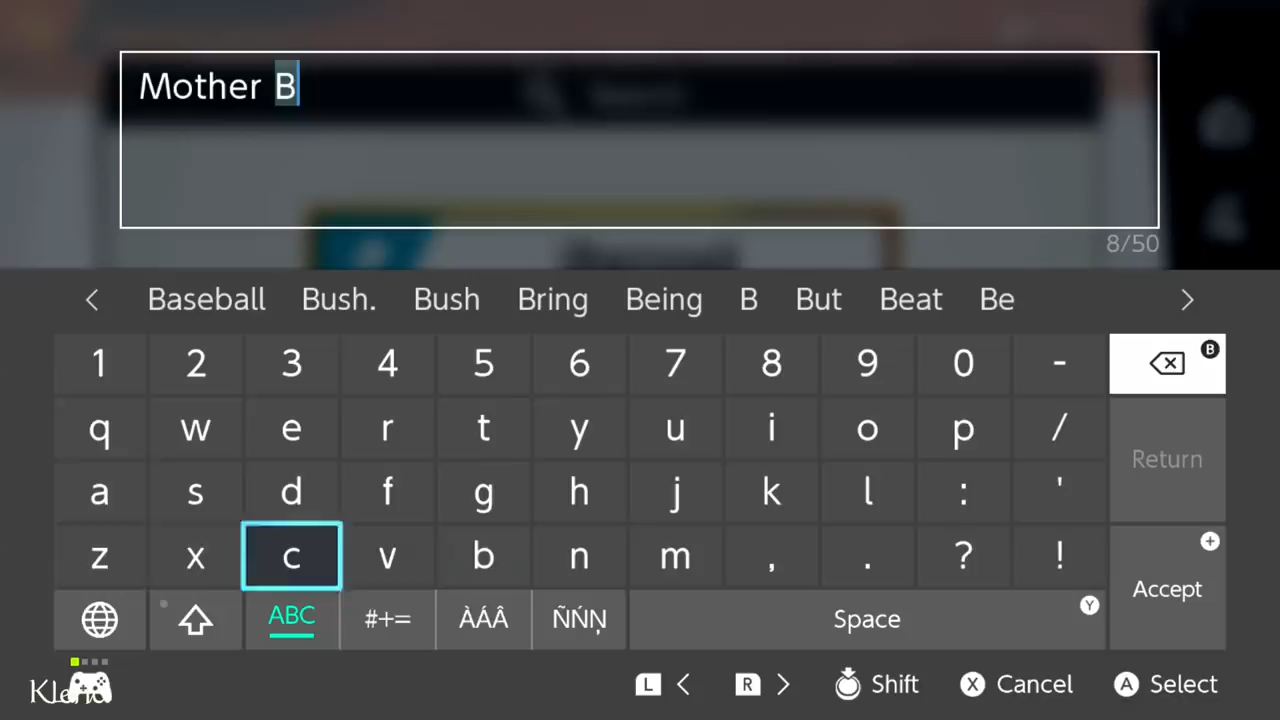 Mother B
8/50
Baseball Bush. Bush Bring Being B But Beat Be
1 2 3 4 5 6 7 8 9 0 - B
q w e r t y u i o p /
Return
a s d f g h j k l : '
z x c v b n m , . ? ! +
Accept
ABC #+= ÀÁÂ ÑŃŅ Space Y
L R Shift X Cancel A Select